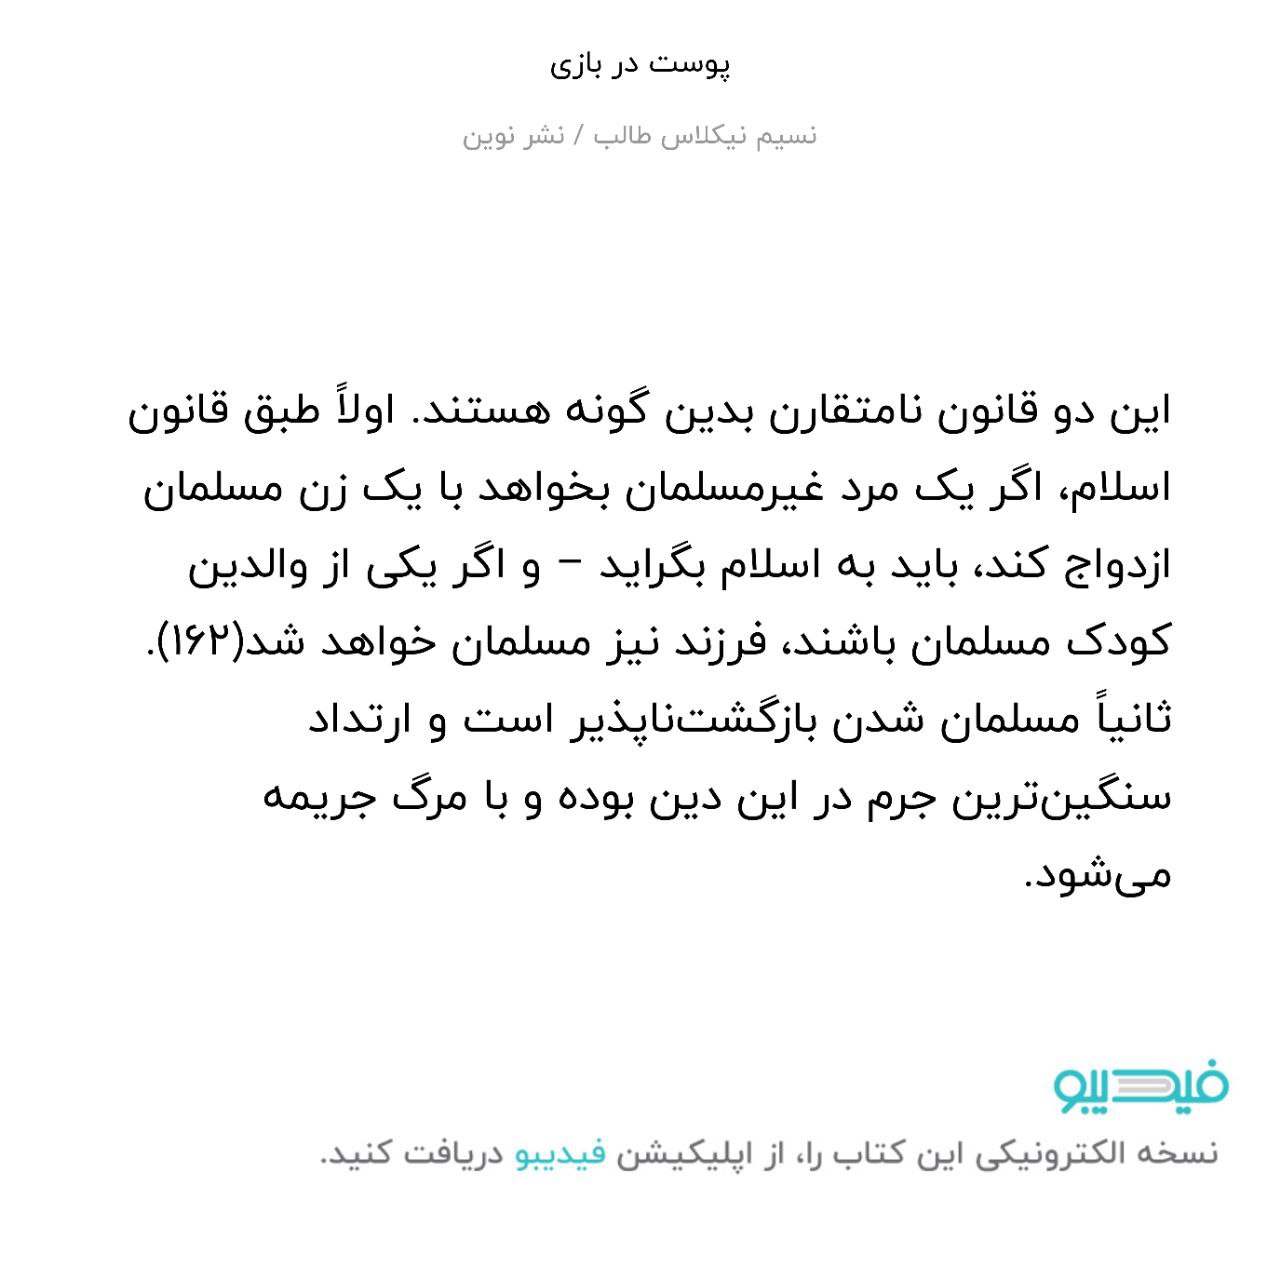 پوست در بازی
نسیم نیکلاس طالب / نشر نوین
این دو قانون نامتقارن بدین گونه هستند. اولاً طبق قانون
اسلام، اگر یک مرد غیرمسلمان بخواهد با یک زن مسلمان
ازدواج کند، باید به اسلام بگراید – و اگر یکی از والدین
کودک مسلمان باشند، فرزند نیز مسلمان خواهد شد(۱۶۲).
ثانیاً مسلمان شدن بازگشت‌ناپذیر است و ارتداد
سنگین‌ترین جرم در این دین بوده و با مرگ جریمه
می‌شود.
فیدیبو
نسخه الکترونیکی این کتاب را، از اپلیکیشن فیدیبو دریافت کنید.